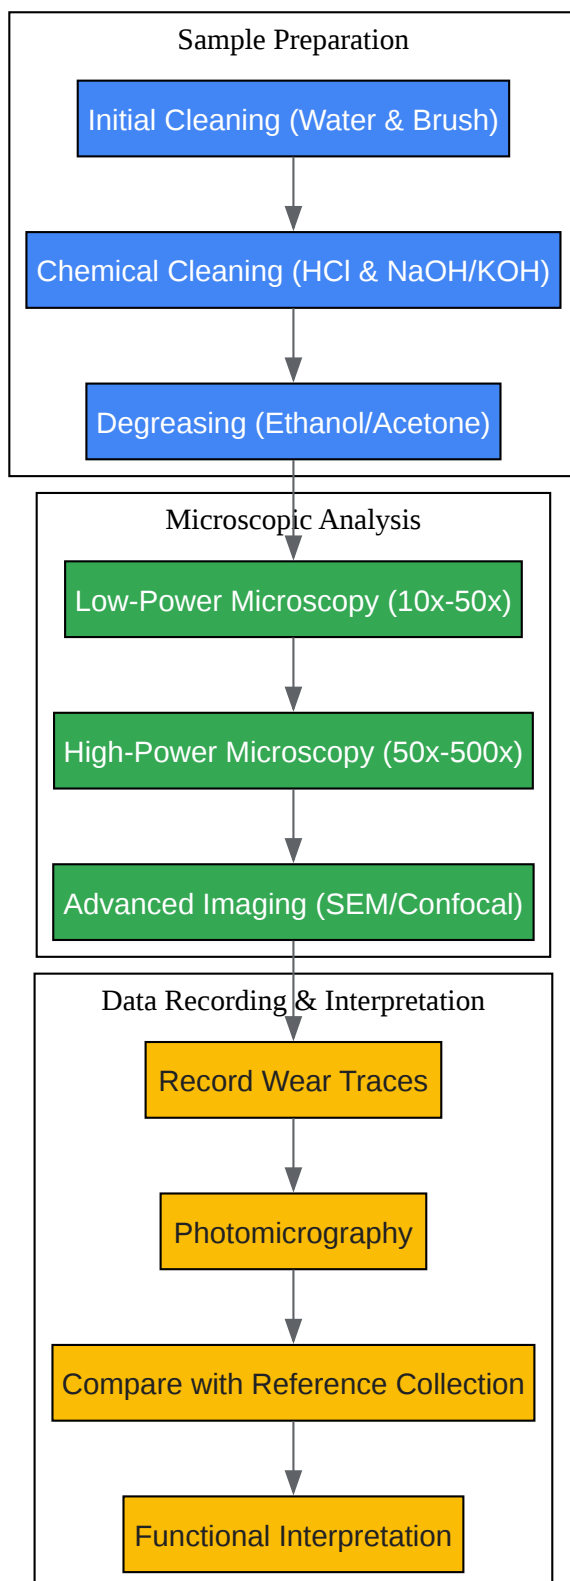 Sample Preparation
Initial Cleaning (Water & Brush)
Chemical Cleaning (HCl & NaOH/KOH)
Degreasing (Ethanol/Acetone)
Microscopic Analysis
Low-Power Microscopy (10x-50x)
High-Power Microscopy (50x-500x)
Advanced Imaging (SEM/Confocal)
Data Recording & Interpretation
Record Wear Traces
Photomicrography
Compare with Reference Collection
Functional Interpretation